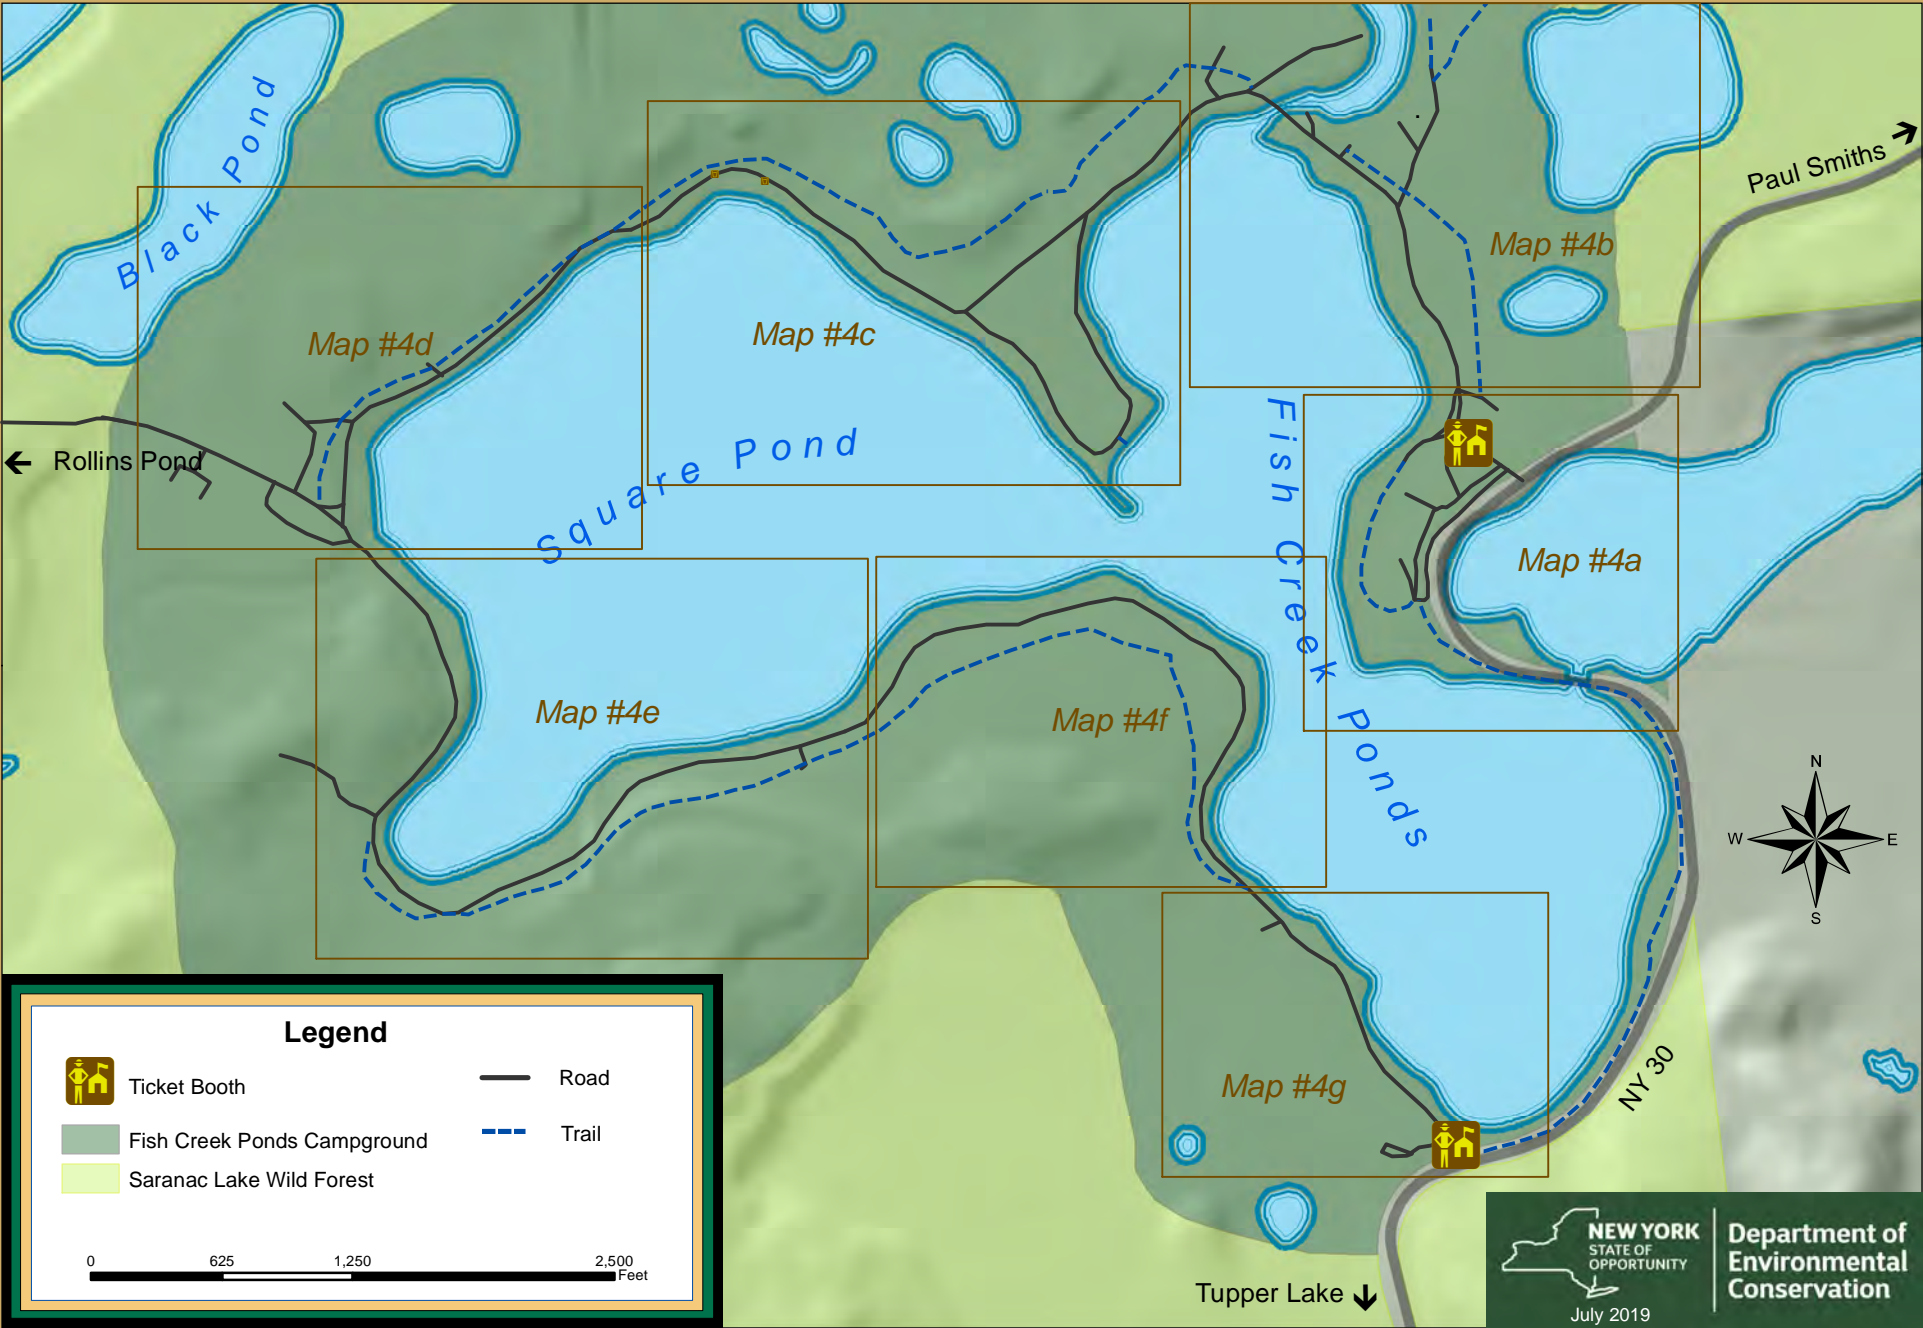 Black Pond
Paul Smiths
Map #4b
Map #4c
Map #4d
Rollins Pond
Square Pond
Fish Creek Ponds
Map #4a
Map #4e
Map #4f
N
W
E
S
Map #4g
NY 30
Tupper Lake
Legend
Ticket Booth
Road
Fish Creek Ponds Campground
Trail
Saranac Lake Wild Forest
0 625 1,250 2,500
Feet
NEW YORK
STATE OF
OPPORTUNITY
Department of
Environmental
Conservation
July 2019